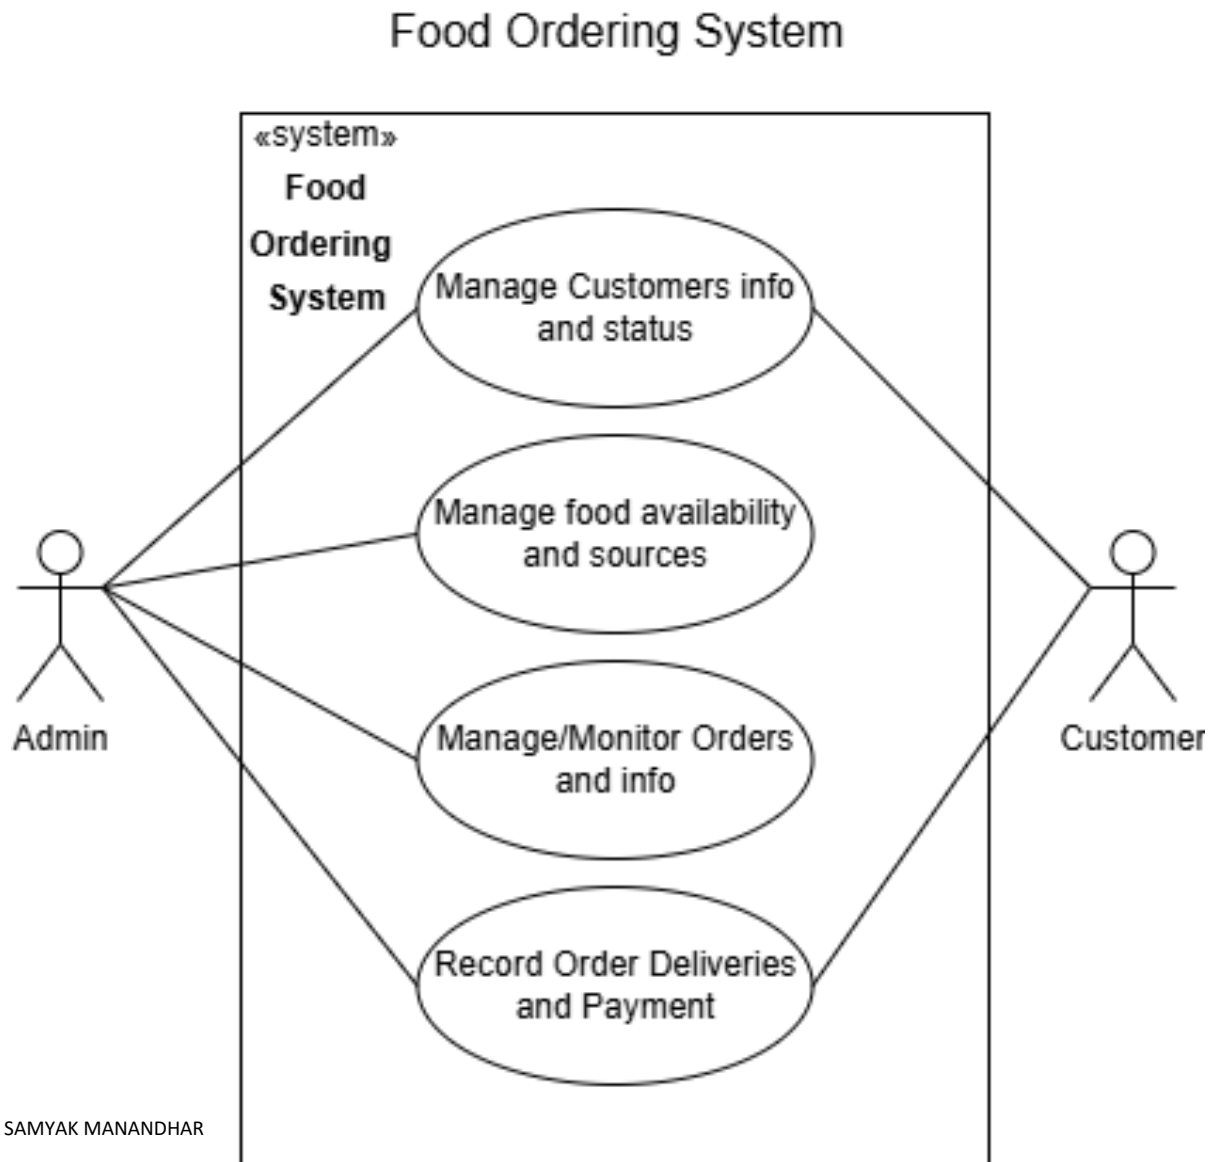 Food Ordering System
«system»
Food
Ordering
System
Manage Customers info
and status
Manage food availability
and sources
Manage/Monitor Orders
and info
Record Order Deliveries
and Payment
Admin
Customer
SAMYAK MANANDHAR